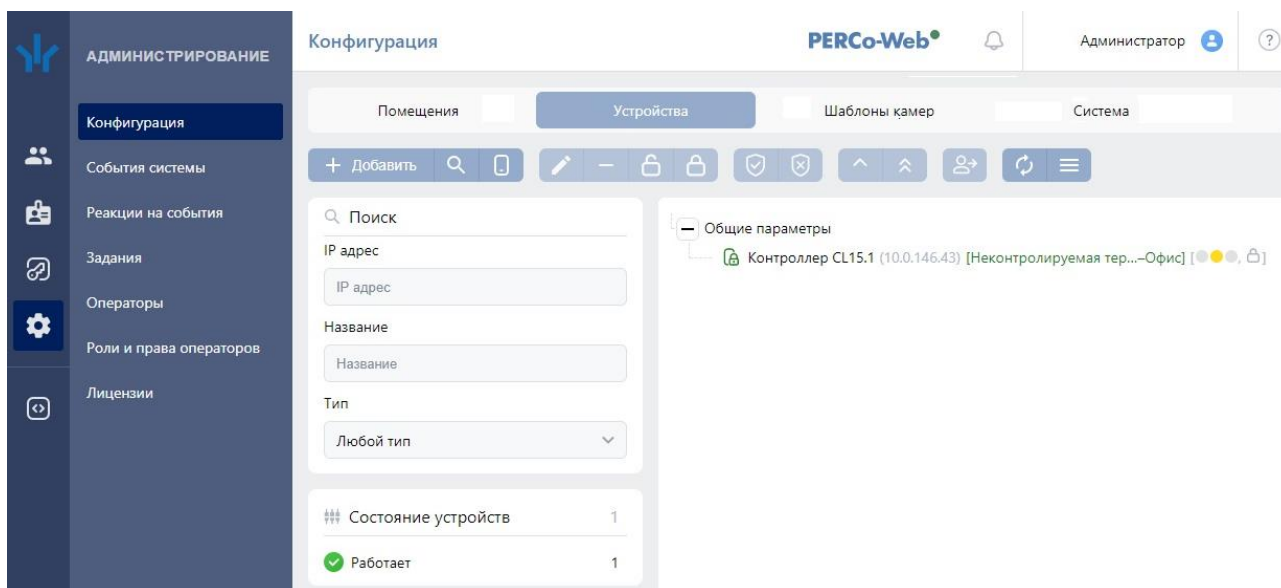 АДМИНИСТРИРОВАНИЕ
Конфигурация
События системы
Реакции на события
Задания
Операторы
Роли и права операторов
Лицензии
Конфигурация
PERCo-Web
Администратор
?
Помещения
Устройства
Шаблоны камер
Система
+ Добавить
Поиск
IP адрес
IP адрес
Название
Название
Тип
Любой тип
Состояние устройств 1
Работает 1
Общие параметры
Контроллер CL15.1 (10.0.146.43) [Неконтролируемая тер...–Офис] [ , ]